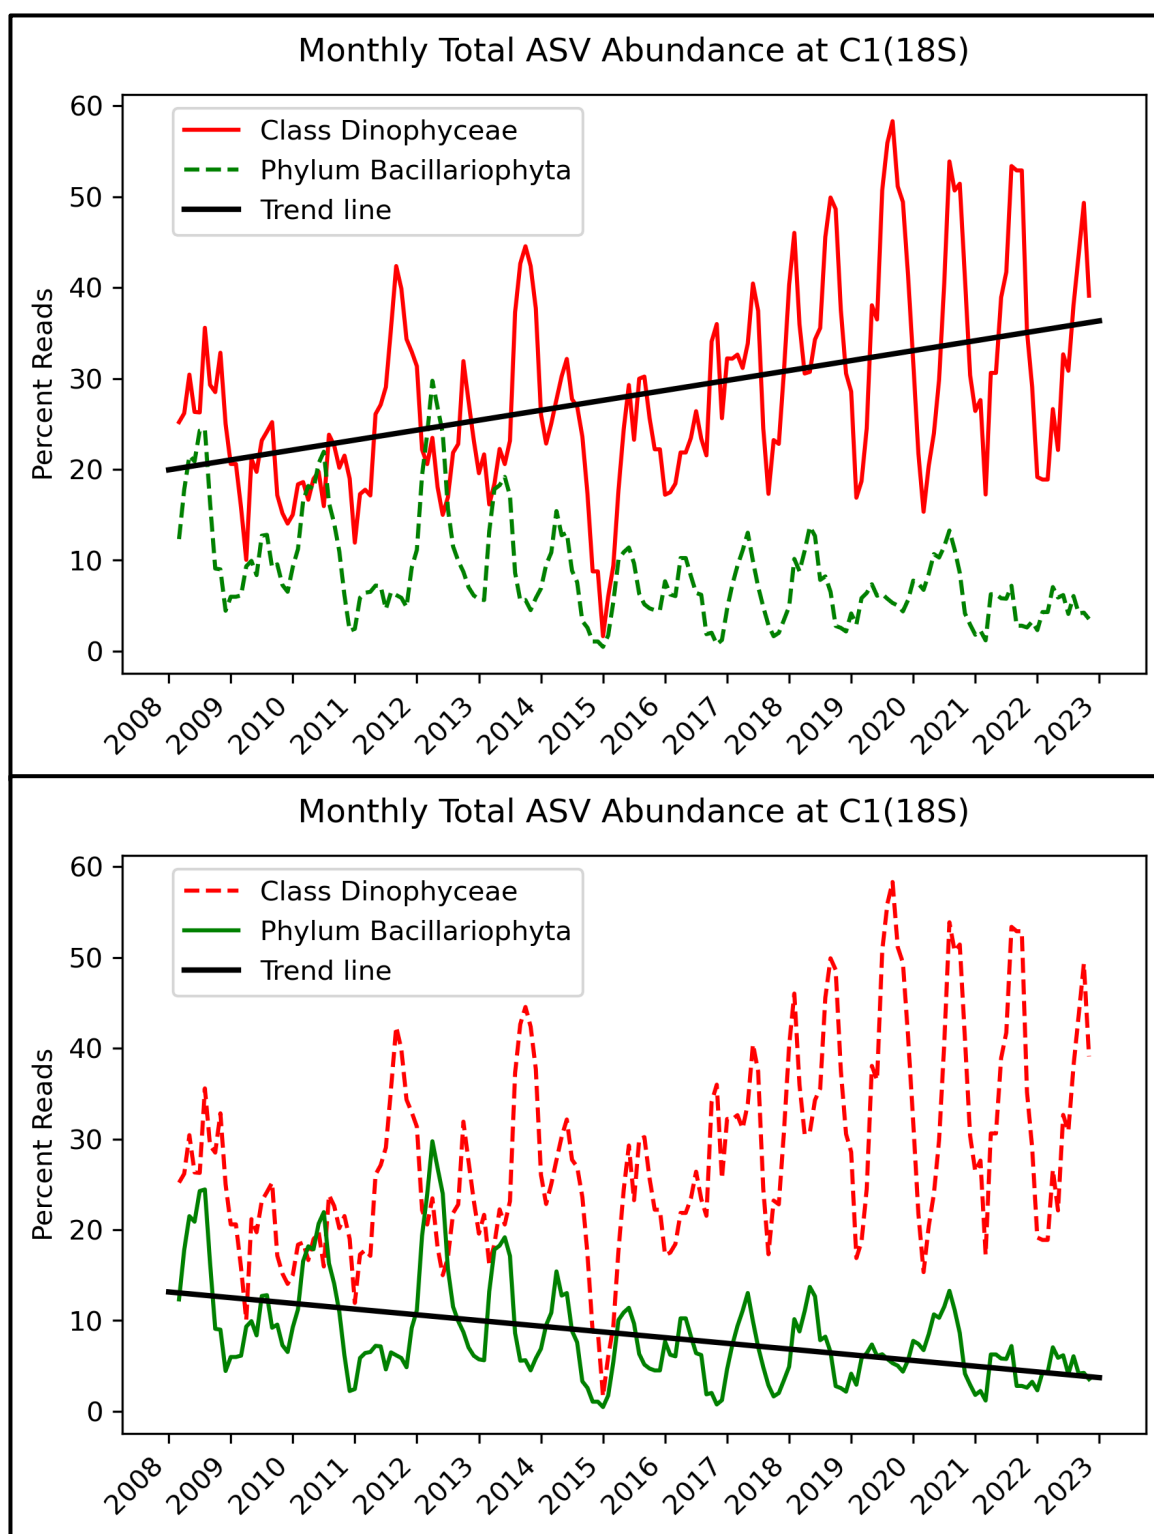 Monthly Total ASV Abundance at C1(18S)
Class Dinophyceae
Phylum Bacillariophyta
Trend line
Percent Reads
60
50
40
30
20
10
0
2008 2009 2010 2011 2012 2013 2014 2015 2016 2017 2018 2019 2020 2021 2022 2023
Monthly Total ASV Abundance at C1(18S)
Class Dinophyceae
Phylum Bacillariophyta
Trend line
Percent Reads
60
50
40
30
20
10
0
2008 2009 2010 2011 2012 2013 2014 2015 2016 2017 2018 2019 2020 2021 2022 2023